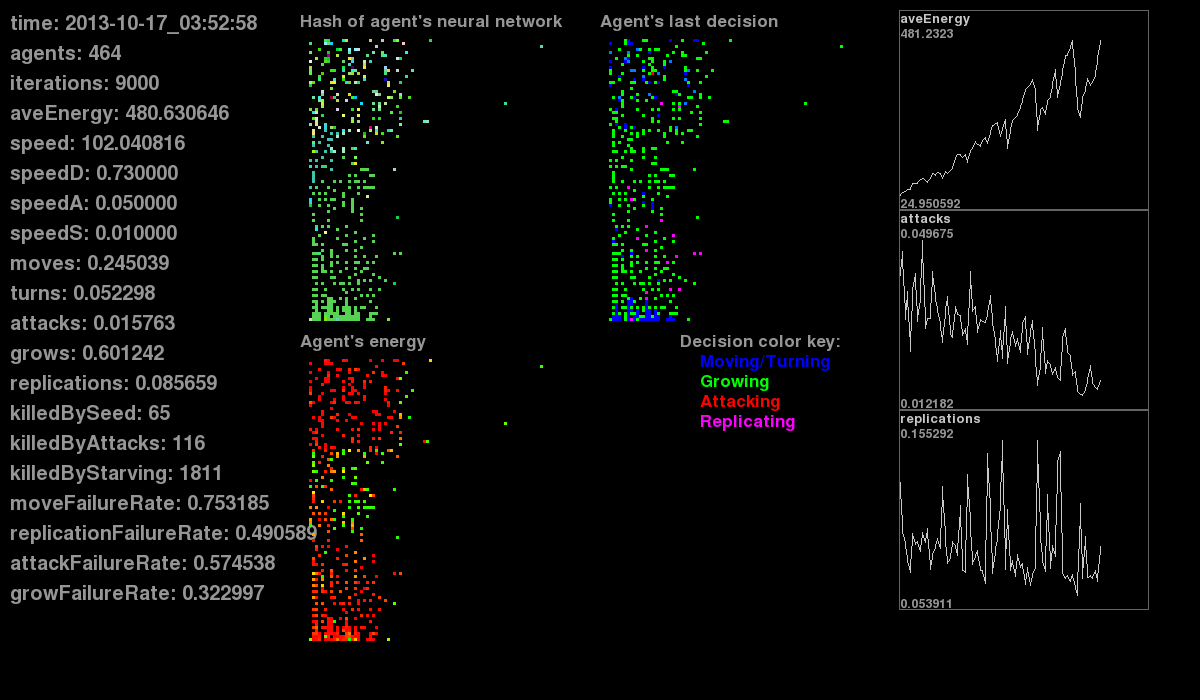 time: 2013-10-17_03:52:58
agents: 464
iterations: 9000
aveEnergy: 480.630646
speed: 102.040816
speedD: 0.730000
speedA: 0.050000
speedS: 0.010000
moves: 0.245039
turns: 0.052298
attacks: 0.015763
grows: 0.601242
replications: 0.085659
killedBySeed: 65
killedByAttacks: 116
killedByStarving: 1811
moveFailureRate: 0.753185
replicationFailureRate: 0.490589
attackFailureRate: 0.574538
growFailureRate: 0.322997
Hash of agent's neural network
Agent's last decision
Agent's energy
Decision color key:
Moving/Turning
Growing
Attacking
Replicating
aveEnergy
481.2323
24.950592
attacks
0.049675
0.012182
replications
0.155292
0.053911